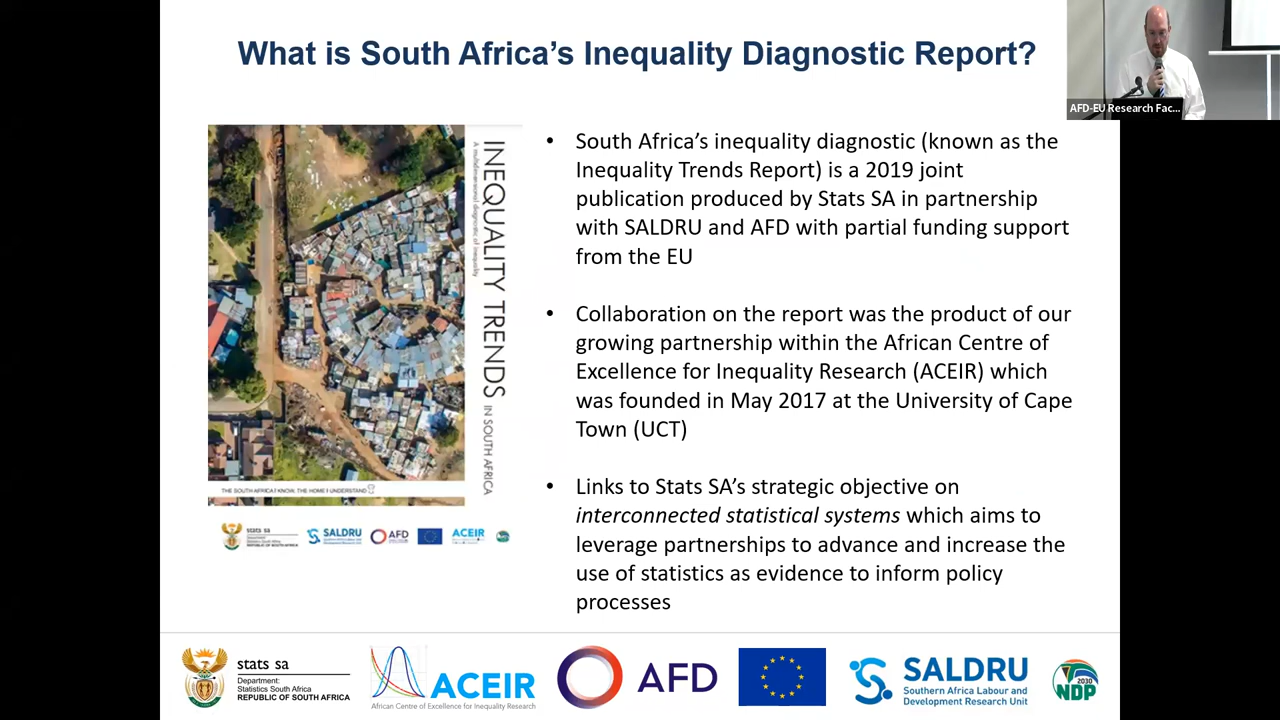 What is South Africa’s Inequality Diagnostic Report?
AFD-EU Research Fac...
INEQUALITY TRENDS IN SOUTH AFRICA
A multidimensional diagnostic of inequality
THE SOUTH AFRICA I KNOW, THE HOME I UNDERSTAND
stats sa
SALDRU
AFD
ACEIR
• South Africa’s inequality diagnostic (known as the
Inequality Trends Report) is a 2019 joint
publication produced by Stats SA in partnership
with SALDRU and AFD with partial funding support
from the EU
• Collaboration on the report was the product of our
growing partnership within the African Centre of
Excellence for Inequality Research (ACEIR) which
was founded in May 2017 at the University of Cape
Town (UCT)
• Links to Stats SA’s strategic objective on
interconnected statistical systems which aims to
leverage partnerships to advance and increase the
use of statistics as evidence to inform policy
processes
stats sa
Department:
Statistics South Africa
REPUBLIC OF SOUTH AFRICA
ACEIR
African Centre of Excellence for Inequality Research
AFD
SALDRU
Southern Africa Labour and
Development Research Unit
2030
NDP